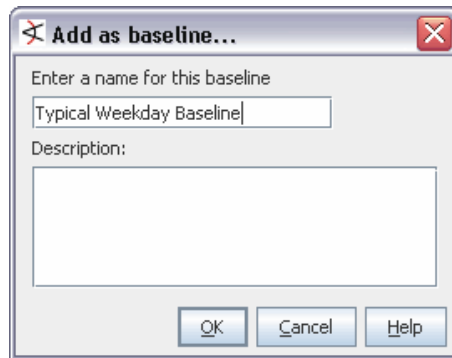 Add as baseline...
Enter a name for this baseline
Typical Weekday Baseline
Description:
OK Cancel Help